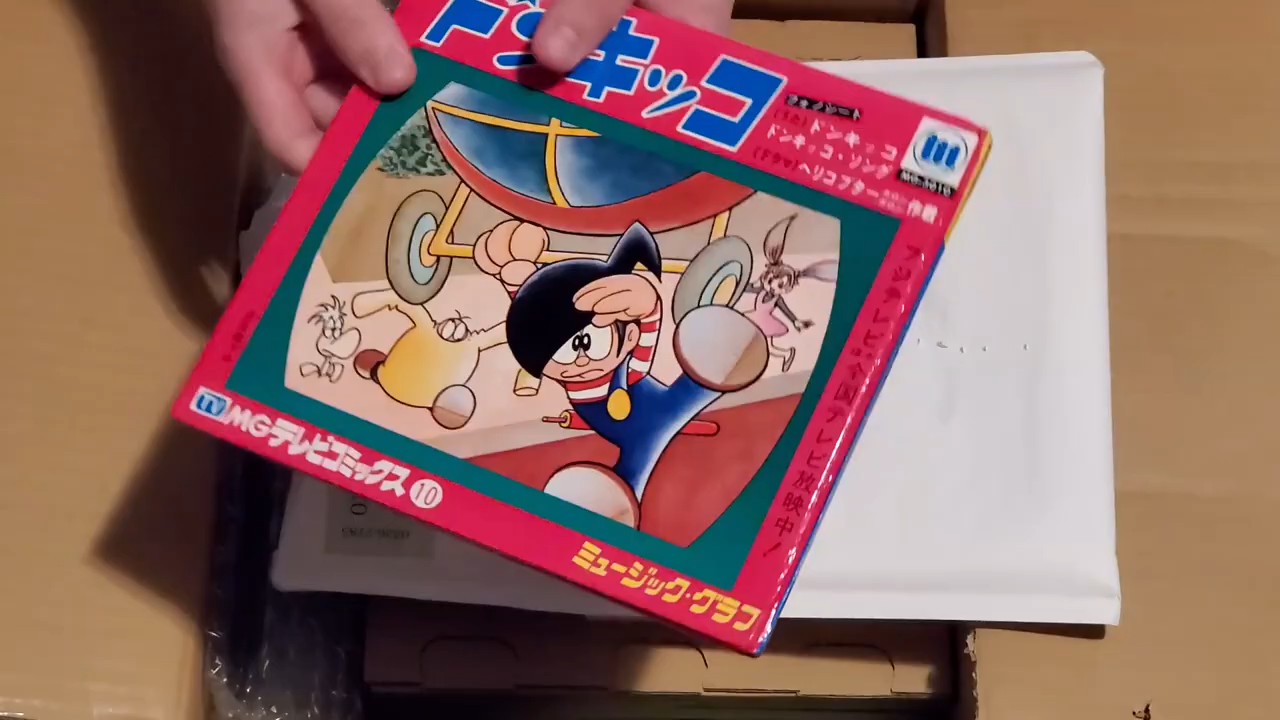 ドンキッコ
フォノシート
(うた)ドンキッコ
ドンキッコ・ソング
(ドラマ)ヘリコプター
作戦
フジテレビ全国テレビ放映中!
TV MGテレビコミックス⑩
ミュージック・グラフ